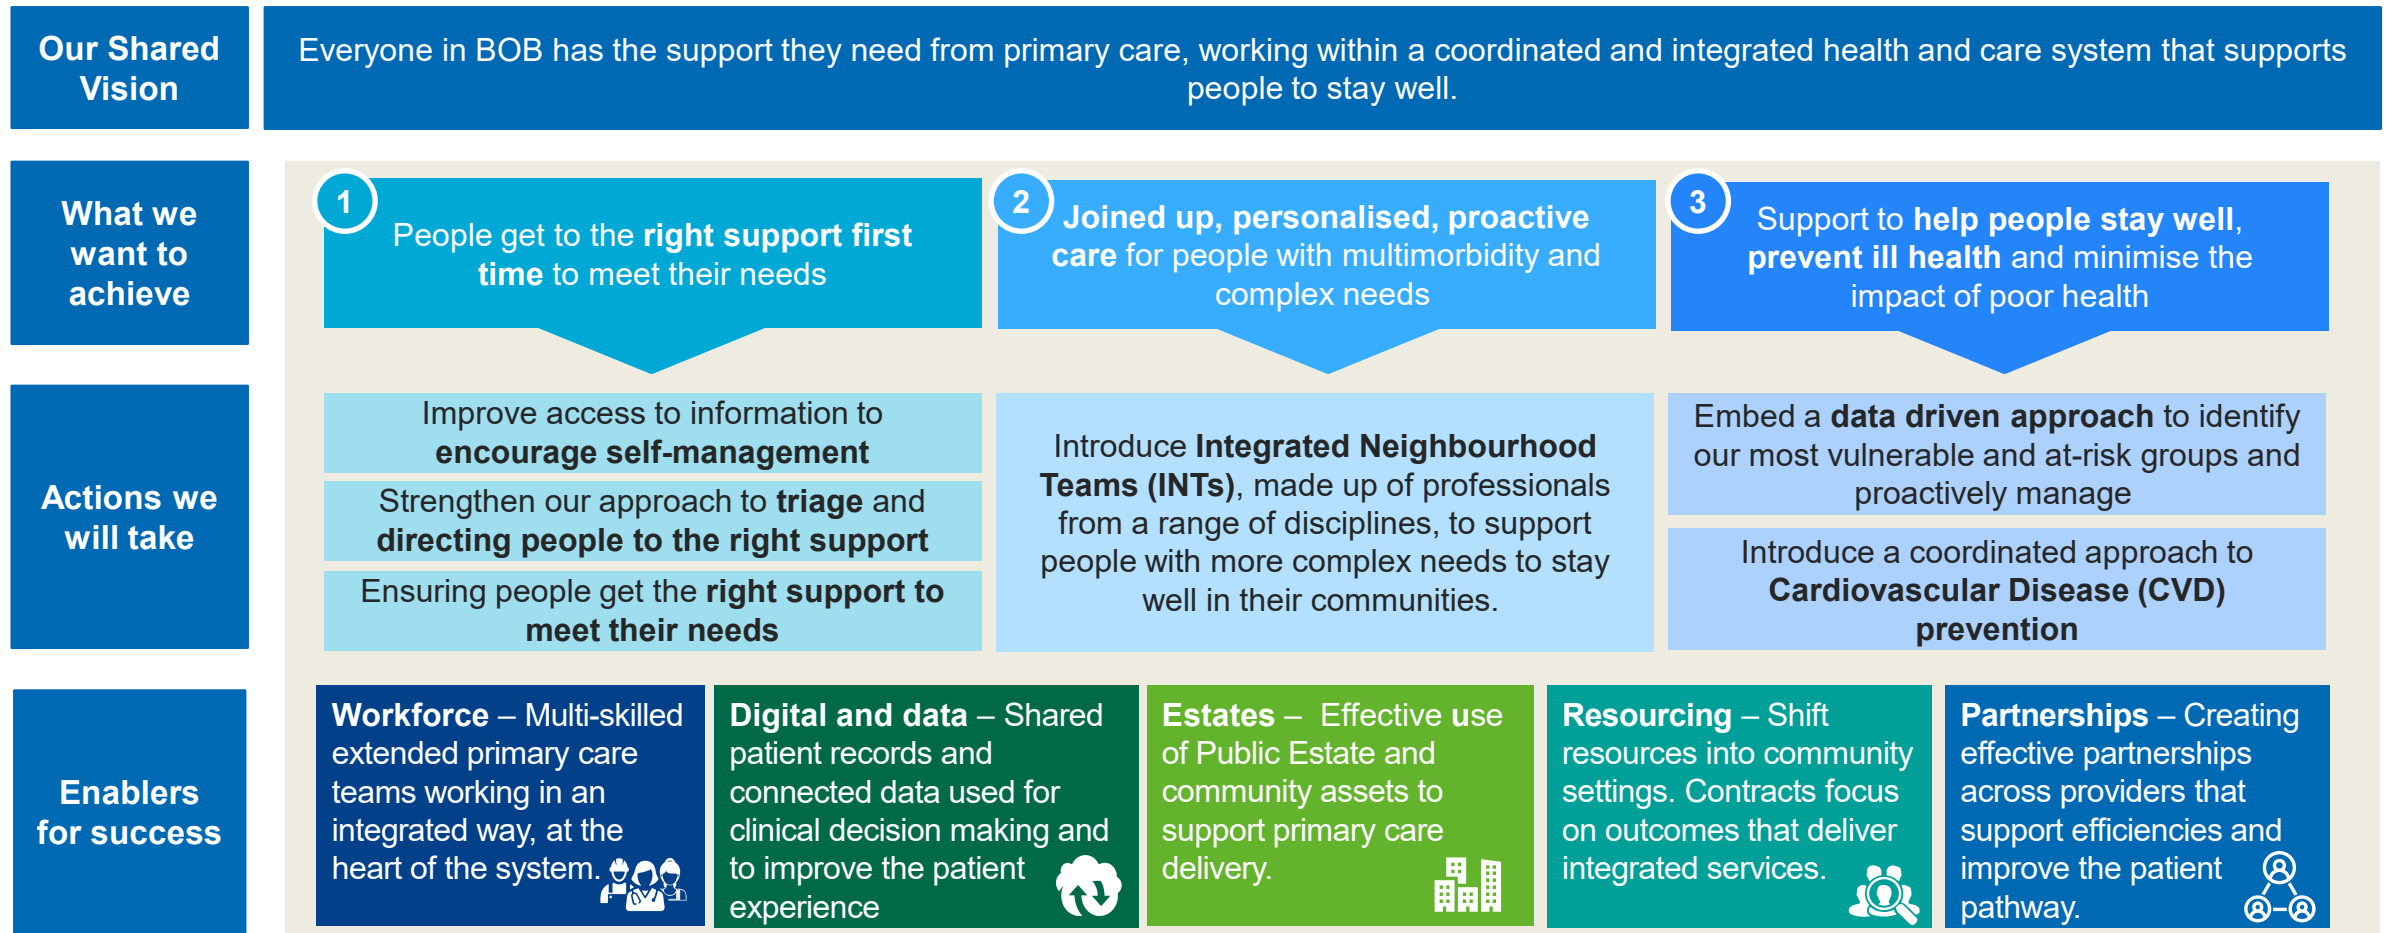 Our Shared
Vision
Everyone in BOB has the support they need from primary care, working within a coordinated and integrated health and care system that supports
people to stay well.
What we
want to
achieve
1
People get to the right support first
time to meet their needs
2
Joined up, personalised, proactive
care for people with multimorbidity and
complex needs
3
Support to help people stay well,
prevent ill health and minimise the
impact of poor health
Actions we
will take
Improve access to information to
encourage self-management
Strengthen our approach to triage and
directing people to the right support
Ensuring people get the right support to
meet their needs
Introduce Integrated Neighbourhood
Teams (INTs), made up of professionals
from a range of disciplines, to support
people with more complex needs to stay
well in their communities.
Embed a data driven approach to identify
our most vulnerable and at-risk groups and
proactively manage
Introduce a coordinated approach to
Cardiovascular Disease (CVD)
prevention
Enablers
for success
Workforce – Multi-skilled
extended primary care
teams working in an
integrated way, at the
heart of the system.
Digital and data – Shared
patient records and
connected data used for
clinical decision making and
to improve the patient
experience
Estates –  Effective use
of Public Estate and
community assets to
support primary care
delivery.
Resourcing – Shift
resources into community
settings. Contracts focus
on outcomes that deliver
integrated services.
Partnerships – Creating
effective partnerships
across providers that
support efficiencies and
improve the patient
pathway.